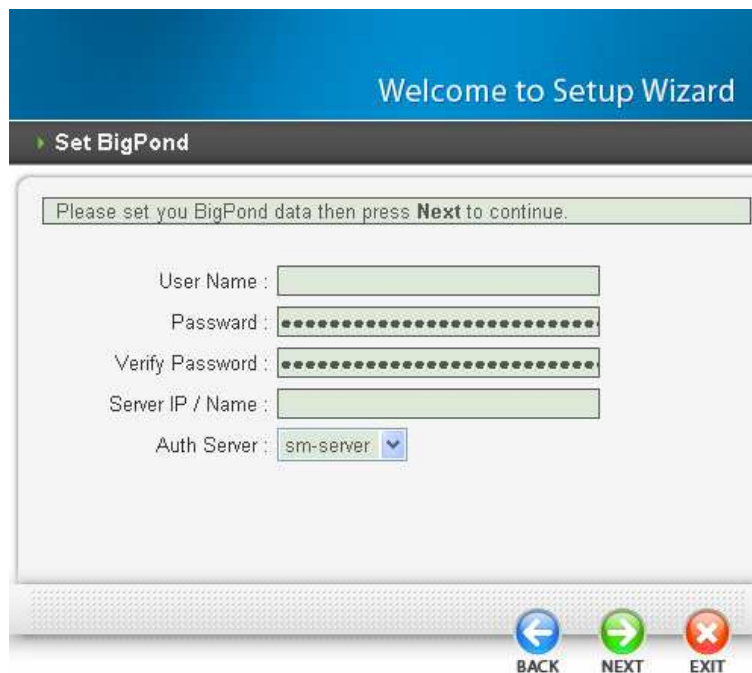 Welcome to Setup Wizard
Set BigPond
Please set you BigPond data then press Next to continue.
User Name :
Passward :
Verify Password :
Server IP / Name :
Auth Server : sm-server
BACK NEXT EXIT